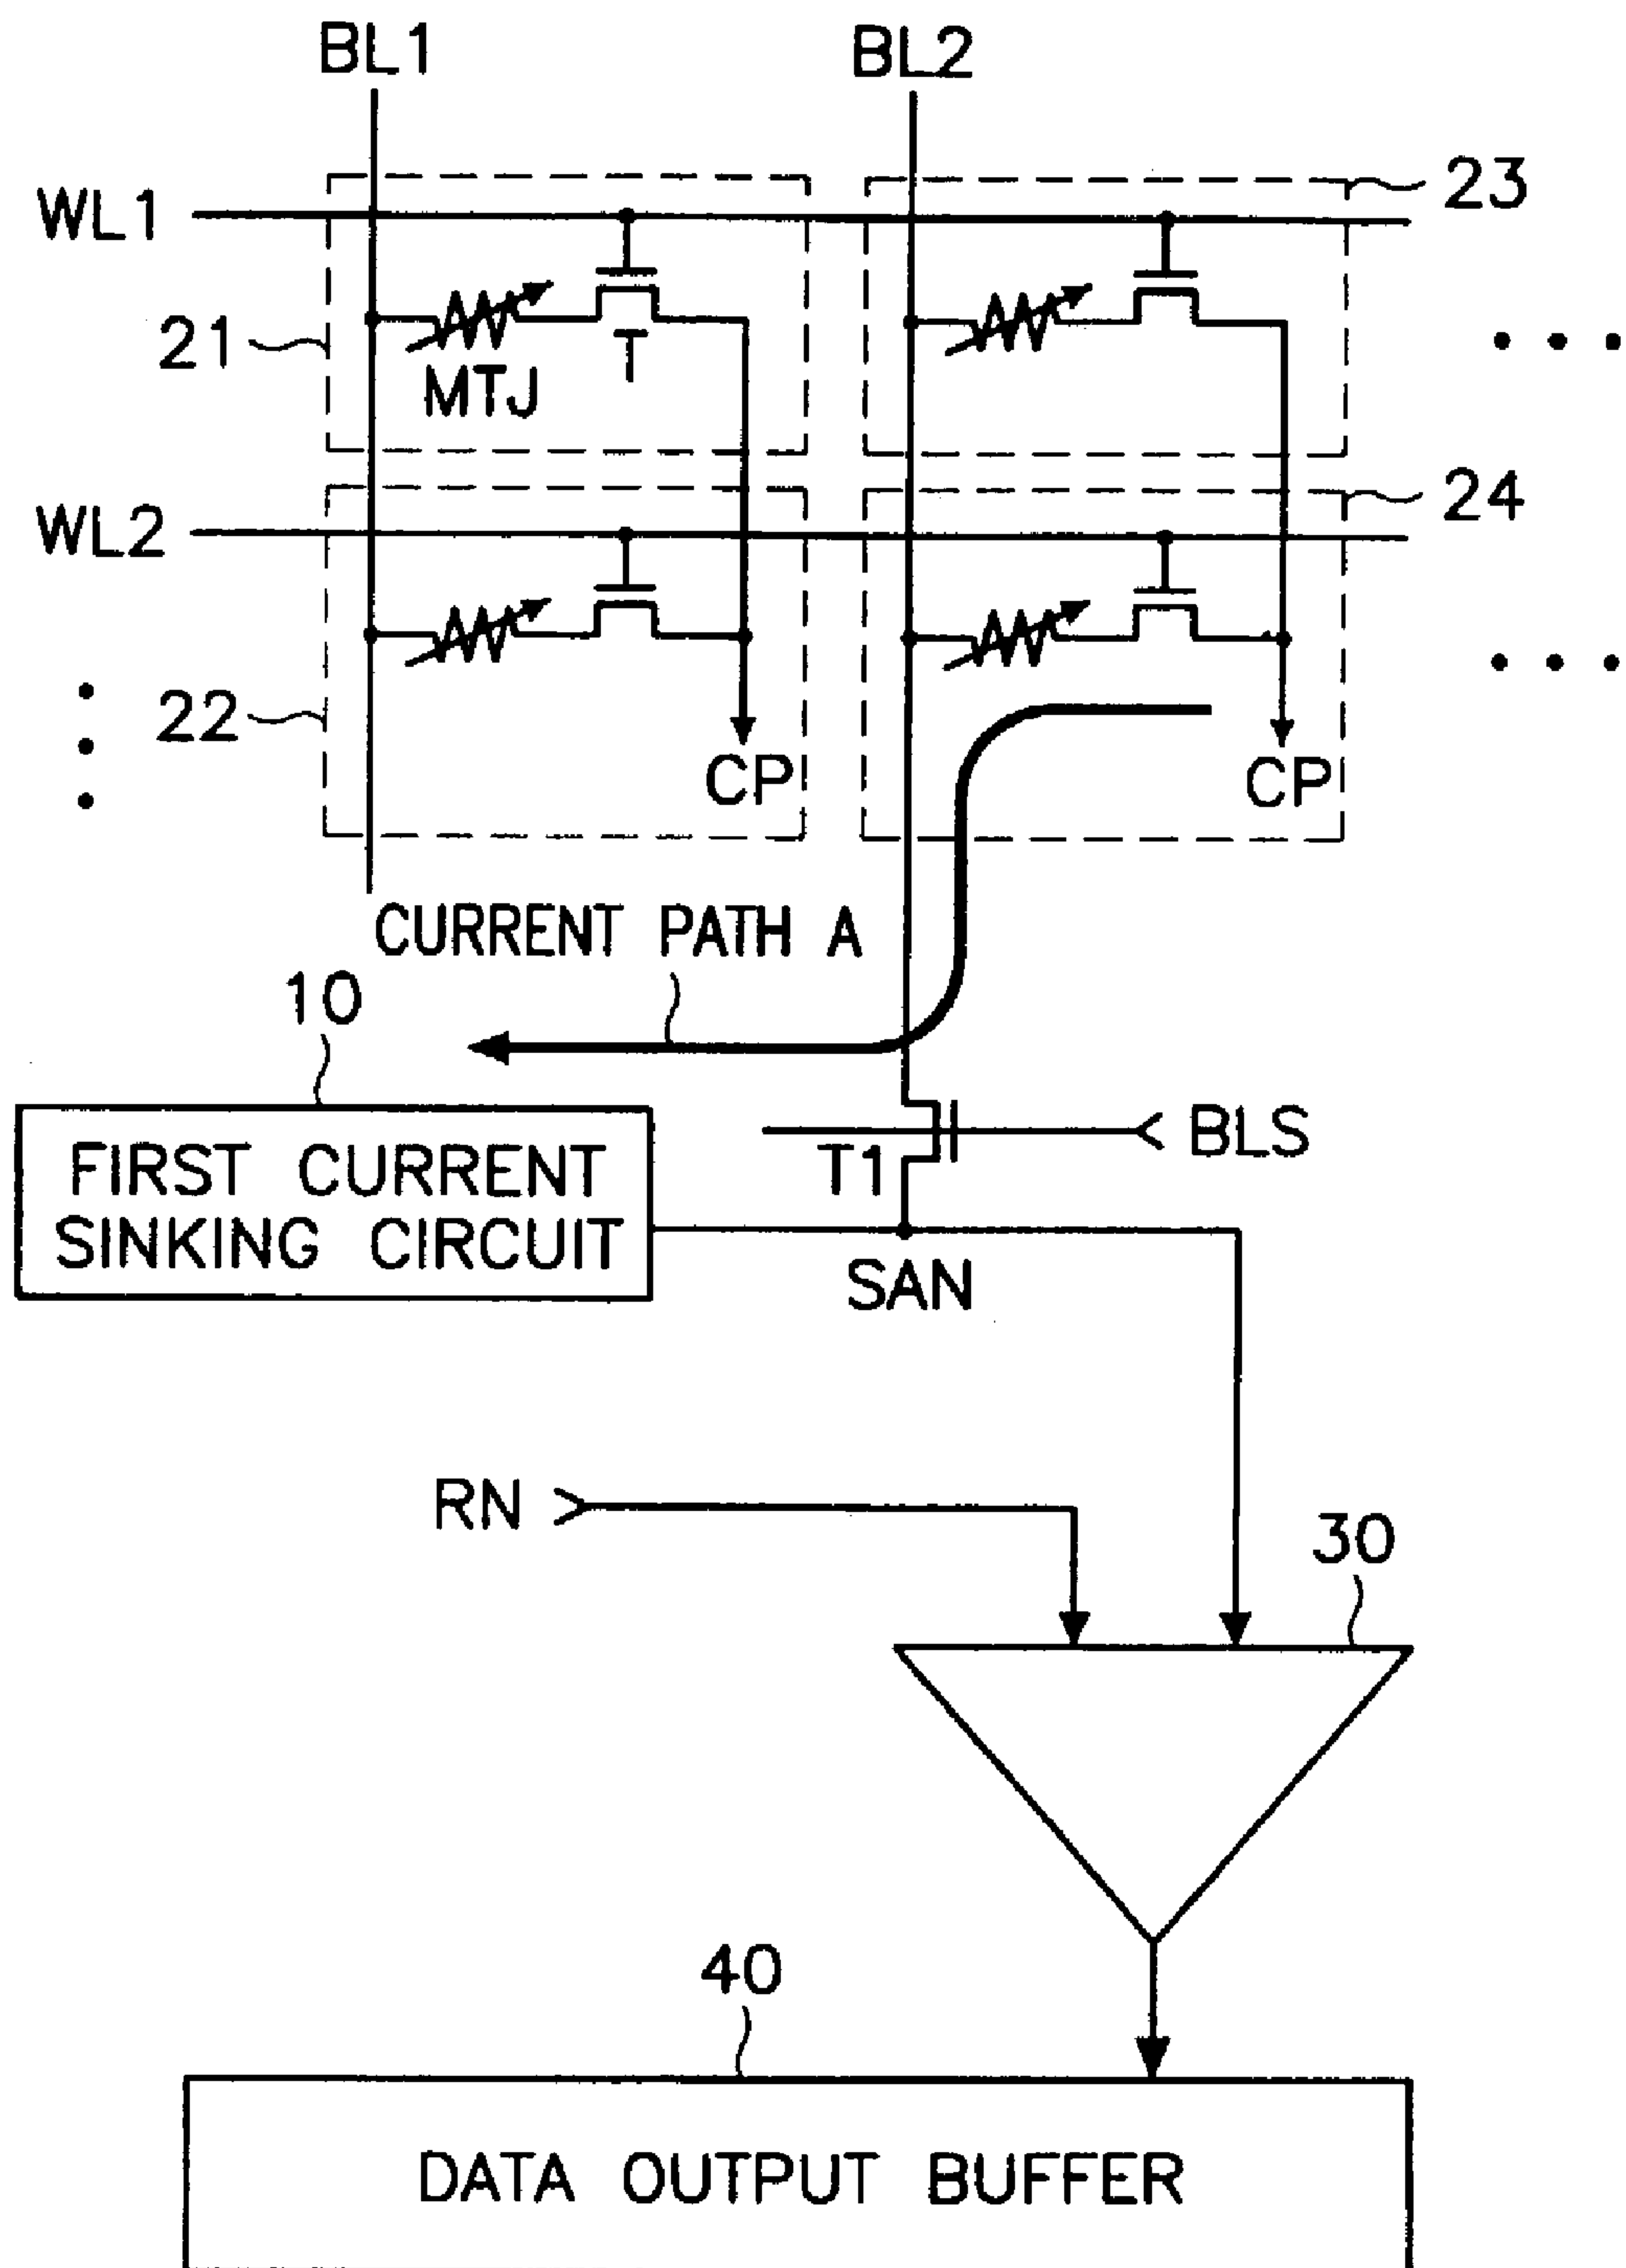 BL1
BL2
WL1
23
21
MTJ
T
WL2
24
22
CP
CP
CURRENT PATH A
10
FIRST CURRENT
SINKING CIRCUIT
T1
BLS
SAN
RN
30
40
DATA OUTPUT BUFFER